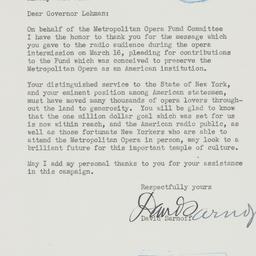 Dear Governor Lehman:
On behalf of the Metropolitan Opera Fund Committee
I have the honor to thank you for the message which
you gave to the radio audience during the opera
intermission on March 16, pleading for contributions
to the Fund which was conceived to preserve the
Metropolitan Opera as an American institution.
Your distinguished service to the State of New York,
and your eminent position among American statesmen,
must have moved many thousands of opera lovers through-
out the land to generosity. You will be glad to know
that the one million dollar goal which was set for us
is now within reach, and the American radio public, as
well as those fortunate New Yorkers who are able to
attend the Metropolitan Opera in person, may look to a
brilliant future for this important temple of culture.
May I add my personal thanks to you for your assistance
in this campaign.
Respectfully yours
David Sarnoff
David Sarnoff